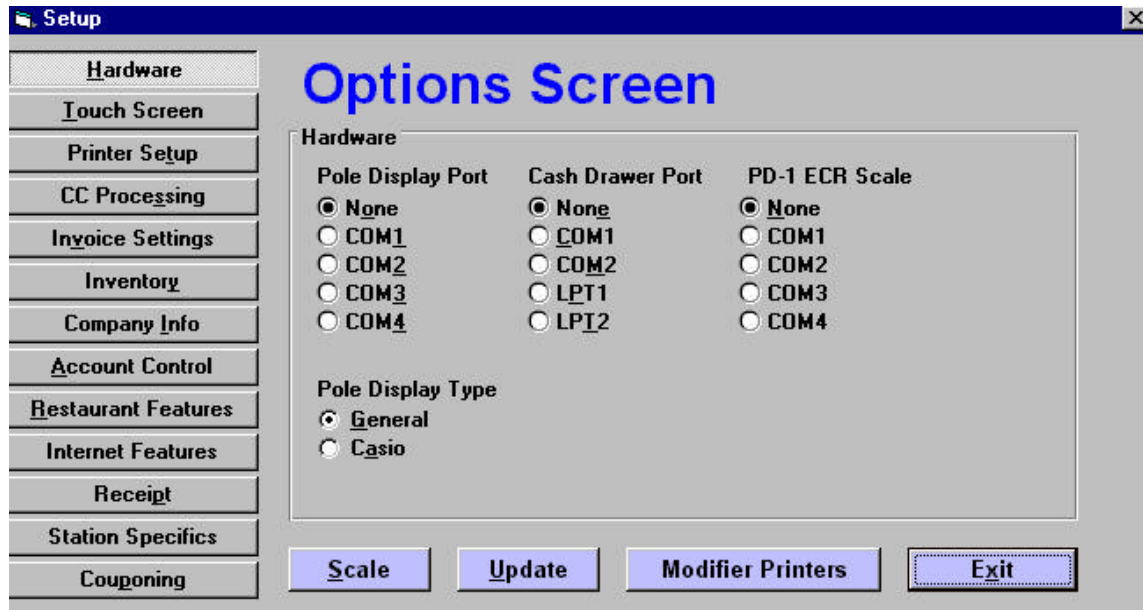 Setup
Hardware
Touch Screen
Printer Setup
CC Processing
Invoice Settings
Inventory
Company Info
Account Control
Restaurant Features
Internet Features
Receipt
Station Specifics
Couponing
Options Screen
Hardware
Pole Display Port
None
COM1
COM2
COM3
COM4
Cash Drawer Port
None
COM1
COM2
LPT1
LPT2
PD-1 ECR Scale
None
COM1
COM2
COM3
COM4
Pole Display Type
General
Casio
Scale
Update
Modifier Printers
Exit